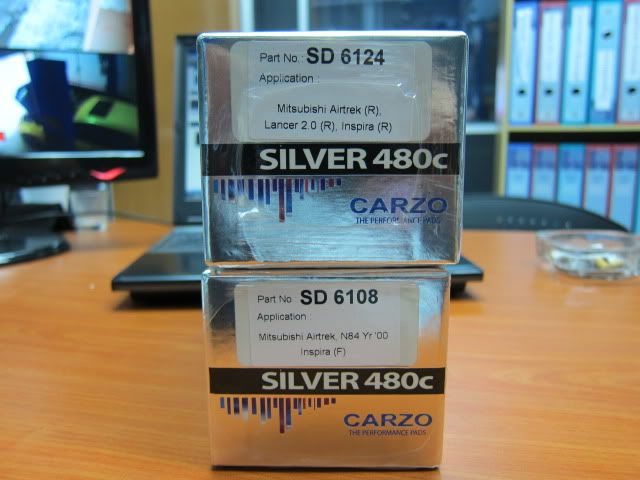 Part No.: SD 6124
Application :
Mitsubishi Airtrek (R),
Lancer 2.0 (R), Inspira (R)
SILVER 480c
CARZO
THE PERFORMANCE PADS
Part No SD 6108
Application :
Mitsubishi Airtrek, N84 Yr '00
Inspira (F)
SILVER 480c
CARZO
THE PERFORMANCE PADS